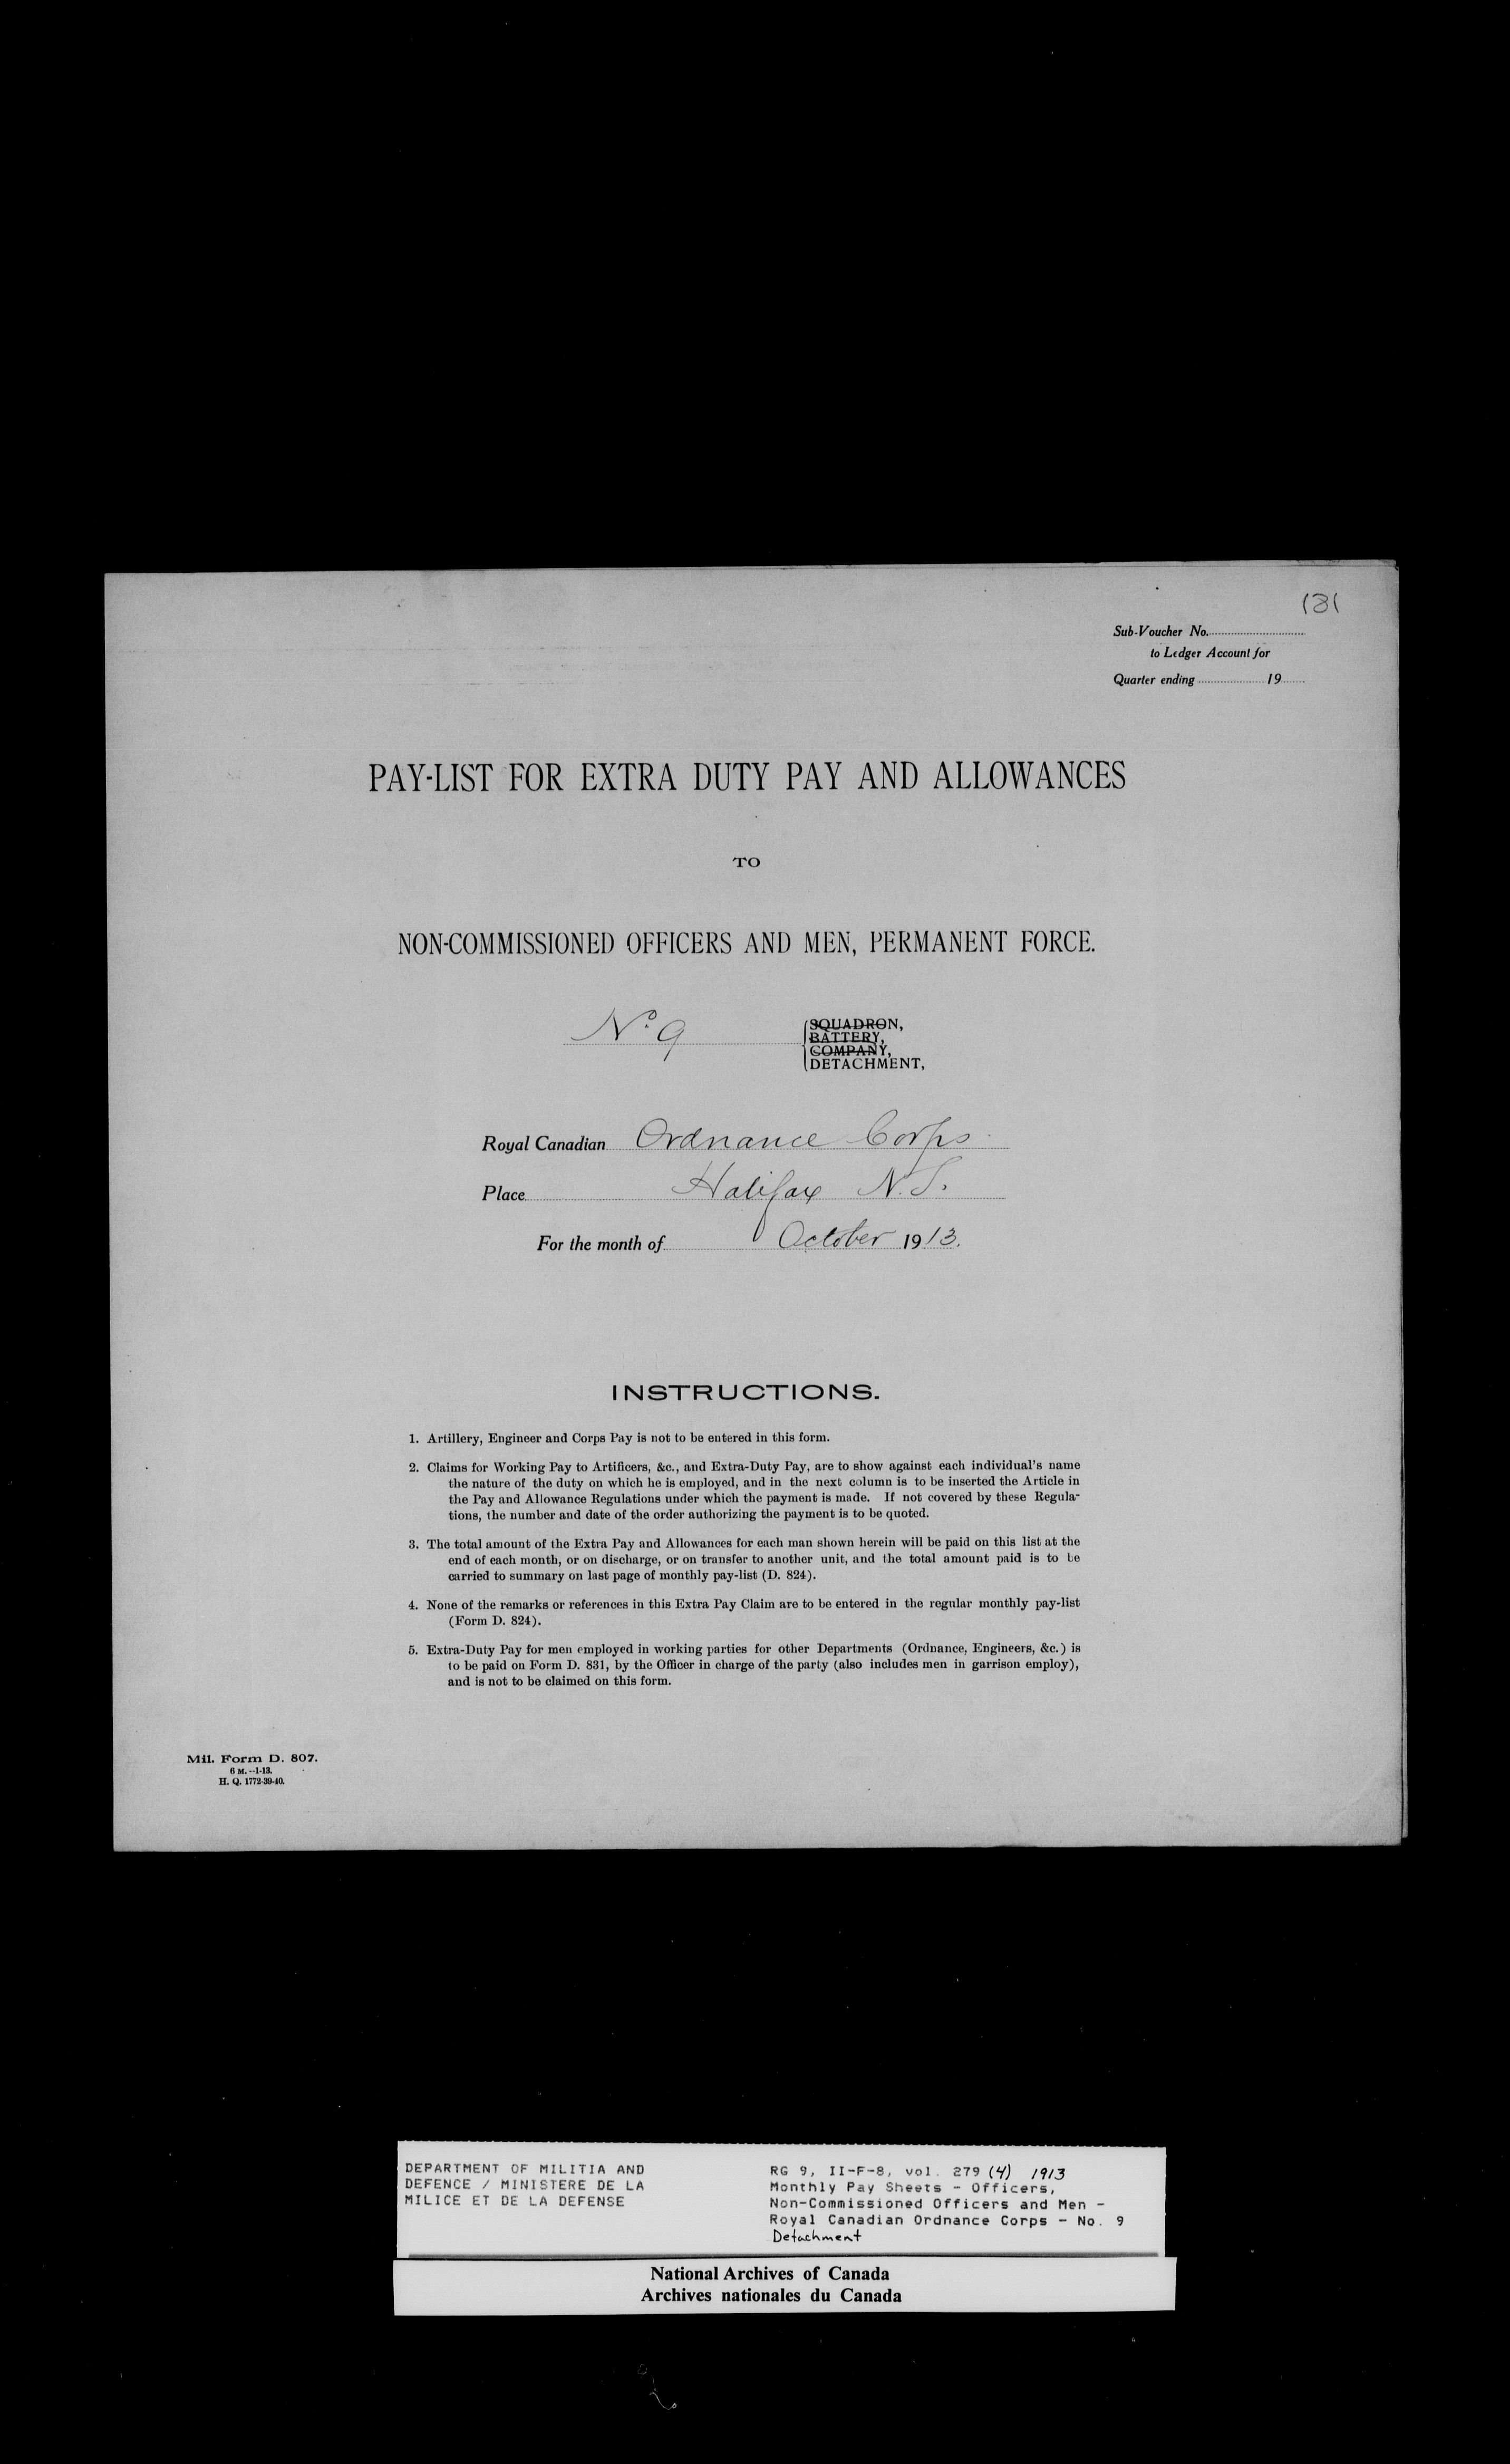 131
Sub-Voucher No.
to Ledger Account for
Quarter ending 19
PAY-LIST FOR EXTRA DUTY PAY AND ALLOWANCES
TO
NON-COMMISSIONED OFFICERS AND MEN, PERMANENT FORCE.
No. 9
SQUADRON,
BATTERY,
COMPANY,
DETACHMENT,
Royal Canadian Ordnance Corps
Place Halifax N.S.
For the month of October 1913.
INSTRUCTIONS.
1. Artillery, Engineer and Corps Pay is not to be entered in this form.
2. Claims for Working Pay to Artificers, &c., and Extra-Duty Pay, are to show against each individual's name
the nature of the duty on which he is employed, and in the next column is to be inserted the Article in
the Pay and Allowance Regulations under which the payment is made. If not covered by these Regula-
tions, the number and date of the order authorizing the payment is to be quoted.
3. The total amount of the Extra Pay and Allowances for each man shown herein will be paid on this list at the
end of each month, or on discharge, or on transfer to another unit, and the total amount paid is to be
carried to summary on last page of monthly pay-list (D. 824).
4. None of the remarks or references in this Extra Pay Claim are to be entered in the regular monthly pay-list
(Form D. 824).
5. Extra-Duty Pay for men employed in working parties for other Departments (Ordnance, Engineers, &c.) is
to be paid on Form D. 831, by the Officer in charge of the party (also includes men in garrison employ),
and is not to be claimed on this form.
Mil. Form D. 807.
6 M.--1-13.
H. Q. 1772-39-40.
DEPARTMENT OF MILITIA AND
DEFENCE / MINISTERE DE LA
MILICE ET DE LA DEFENSE
RG 9, II-F-8, vol. 279 (4) 1913
Monthly Pay Sheets - Officers,
Non-Commissioned Officers and Men -
Royal Canadian Ordnance Corps - No. 9
Detachment
National Archives of Canada
Archives nationales du Canada